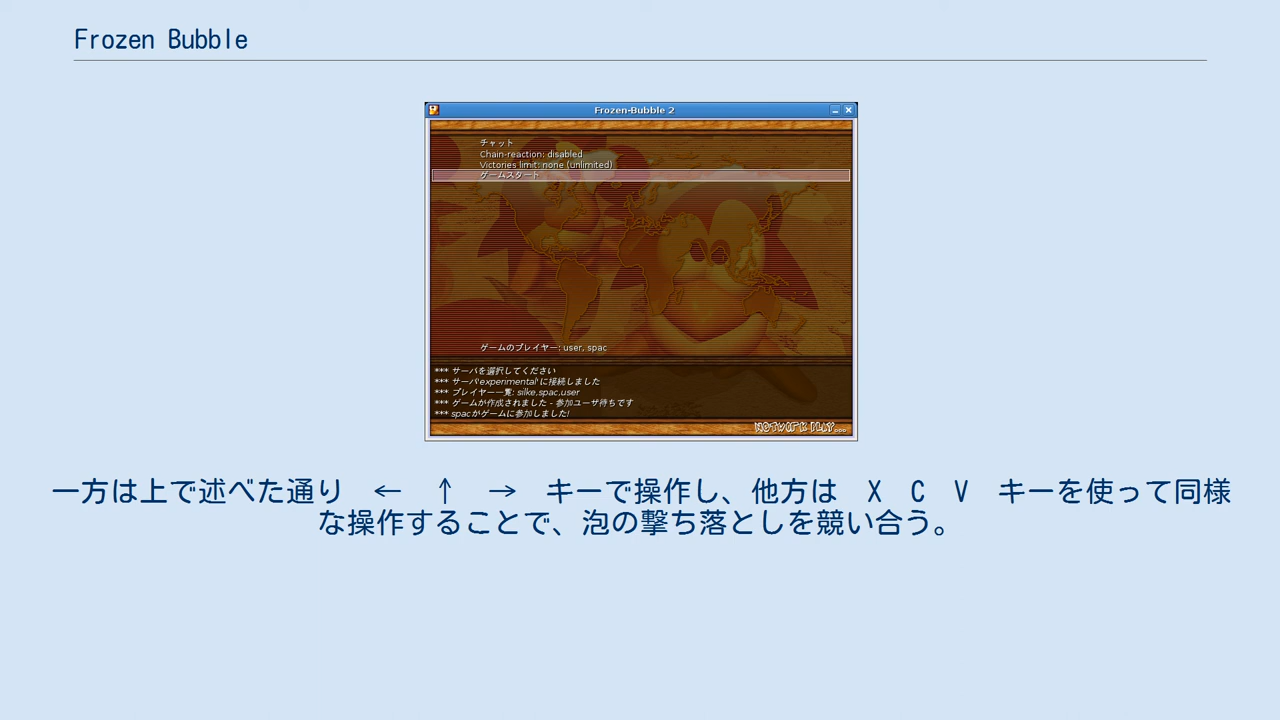 Frozen Bubble
Frozen-Bubble 2
チャット
Chain-reaction: disabled
Victories limit: none (unlimited)
ゲームスタート
ゲームのプレイヤー: user, spac
*** サーバを選択してください
*** サーバ'experimental'に接続しました
*** プレイヤー一覧: silke,spac,user
*** ゲームが作成されました - 参加ユーザ待ちです
*** spacがゲームに参加しました!
NETWORK PLAY...
一方は上で述べた通り　←　↑　→　キーで操作し、他方は　X　C　V　キーを使って同様
な操作することで、泡の撃ち落としを競い合う。